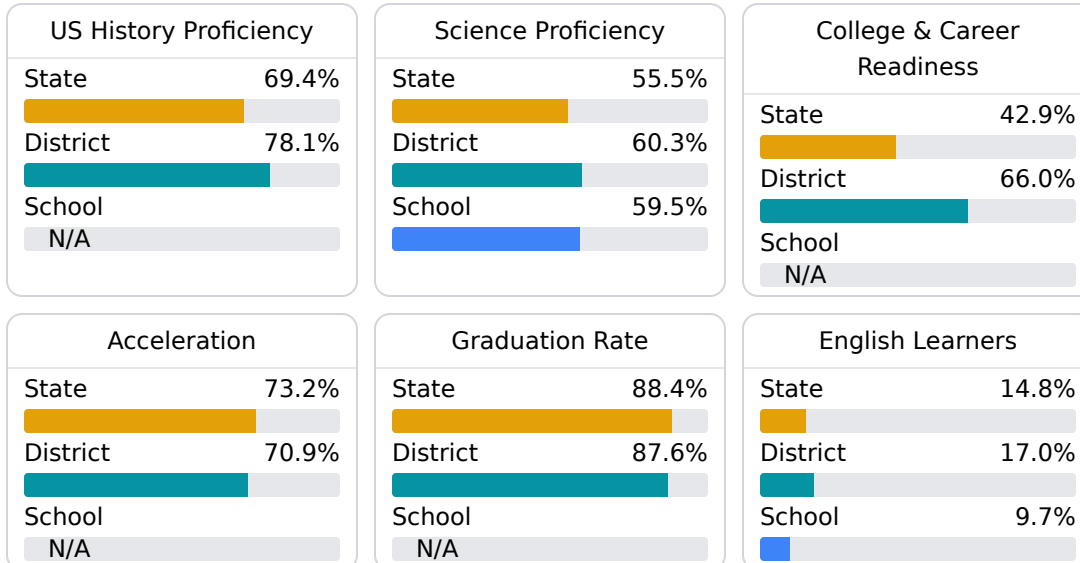 US History Proficiency
State 69.4%
District 78.1%
School
N/A
Science Proficiency
State 55.5%
District 60.3%
School 59.5%
College & Career
Readiness
State 42.9%
District 66.0%
School
N/A
Acceleration
State 73.2%
District 70.9%
School
N/A
Graduation Rate
State 88.4%
District 87.6%
School
N/A
English Learners
State 14.8%
District 17.0%
School 9.7%